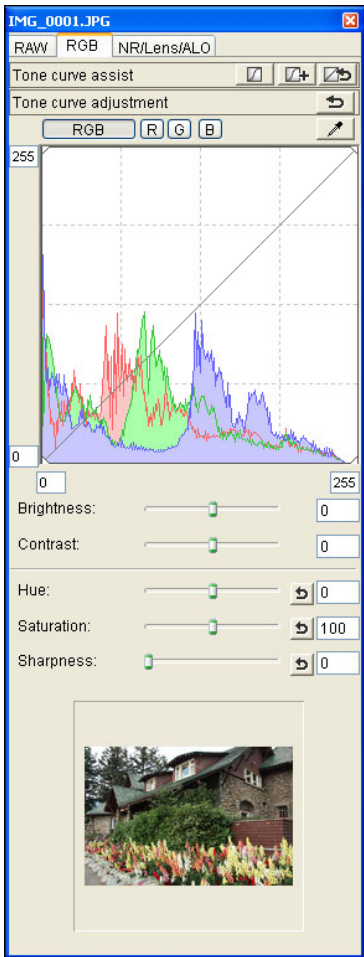 IMG_0001.JPG
RAW RGB NR/Lens/ALO
Tone curve assist
Tone curve adjustment
RGB R G B
255
0
0 255
Brightness: 0
Contrast: 0
Hue: 0
Saturation: 100
Sharpness: 0